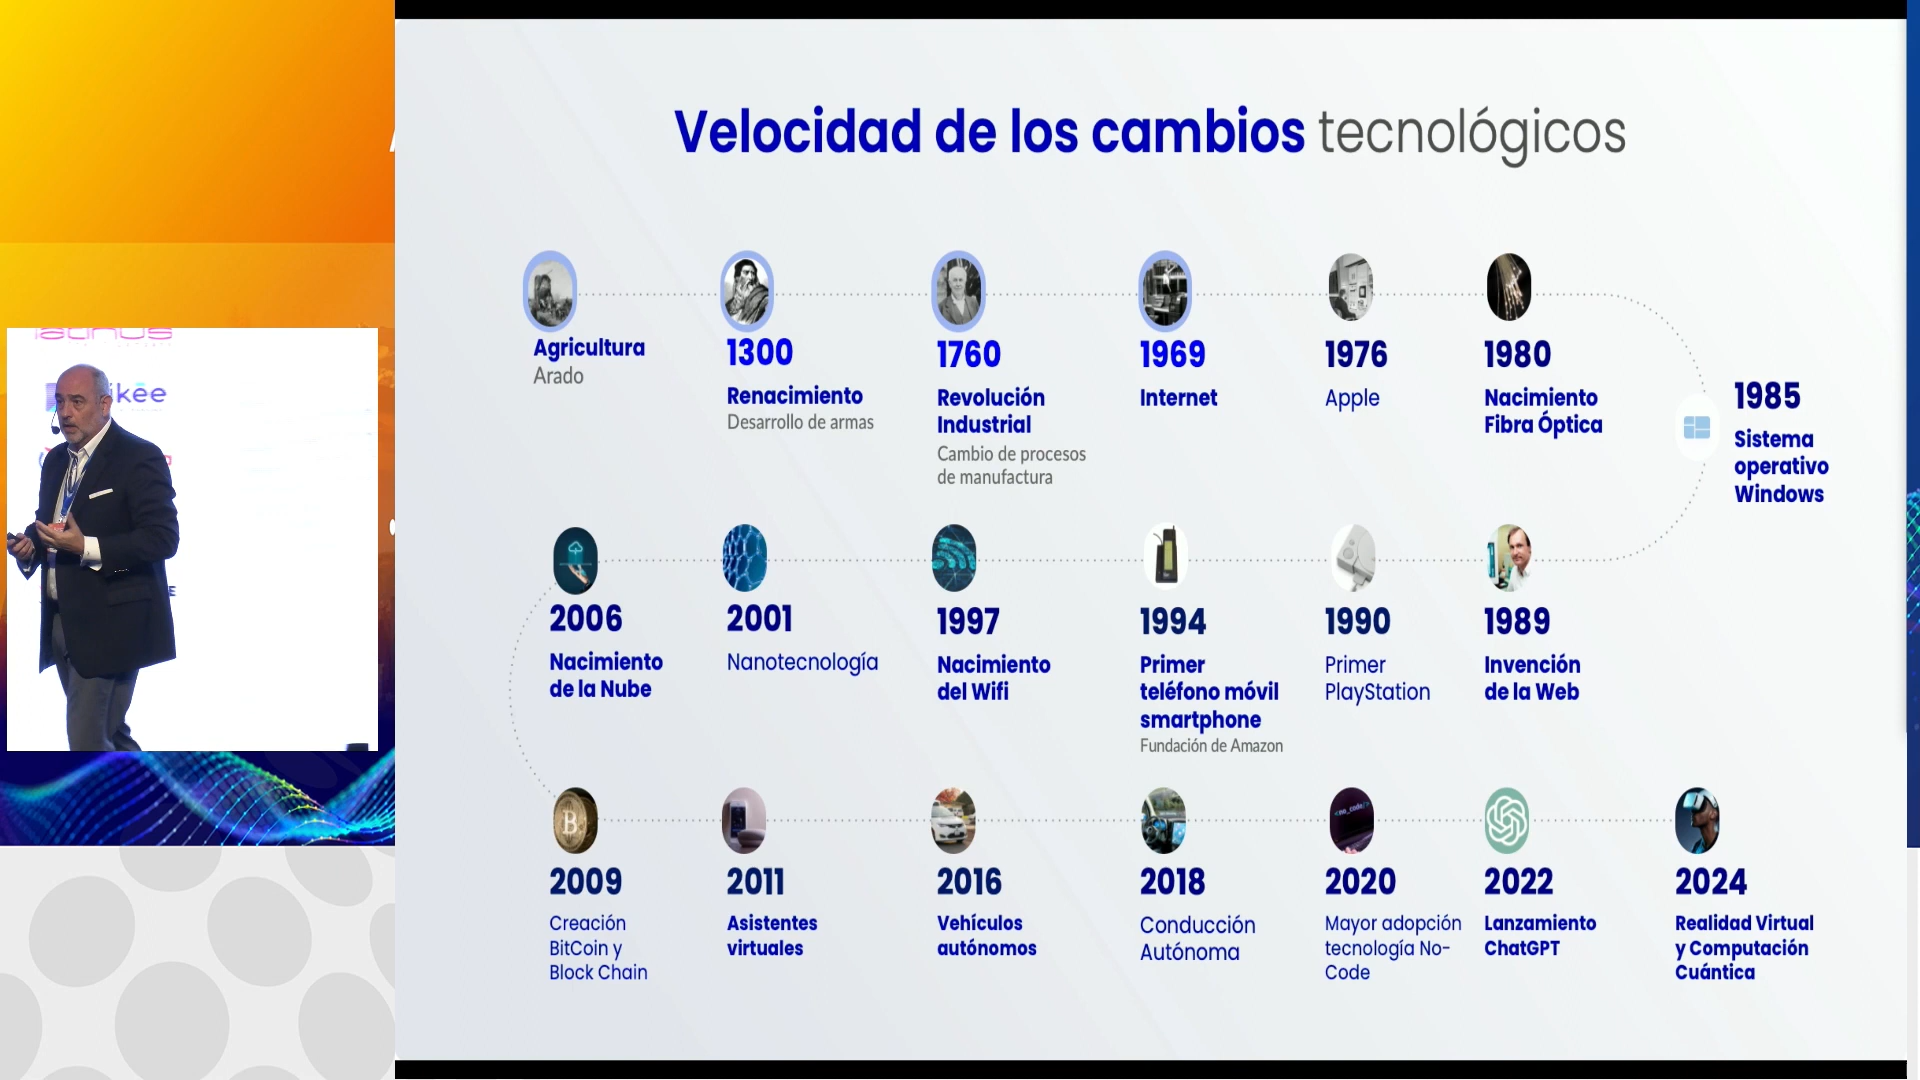 Velocidad de los cambios tecnológicos
Agricultura
Arado
1300
Renacimiento
Desarrollo de armas
1760
Revolución
Industrial
Cambio de procesos
de manufactura
1969
Internet
1976
Apple
1980
Nacimiento
Fibra Óptica
1985
Sistema
operativo
Windows
2006
Nacimiento
de la Nube
2001
Nanotecnología
1997
Nacimiento
del Wifi
1994
Primer
teléfono móvil
smartphone
Fundación de Amazon
1990
Primer
PlayStation
1989
Invención
de la Web
2009
Creación
BitCoin y
Block Chain
2011
Asistentes
virtuales
2016
Vehículos
autónomos
2018
Conducción
Autónoma
2020
Mayor adopción
tecnología No-
Code
2022
Lanzamiento
ChatGPT
2024
Realidad Virtual
y Computación
Cuántica